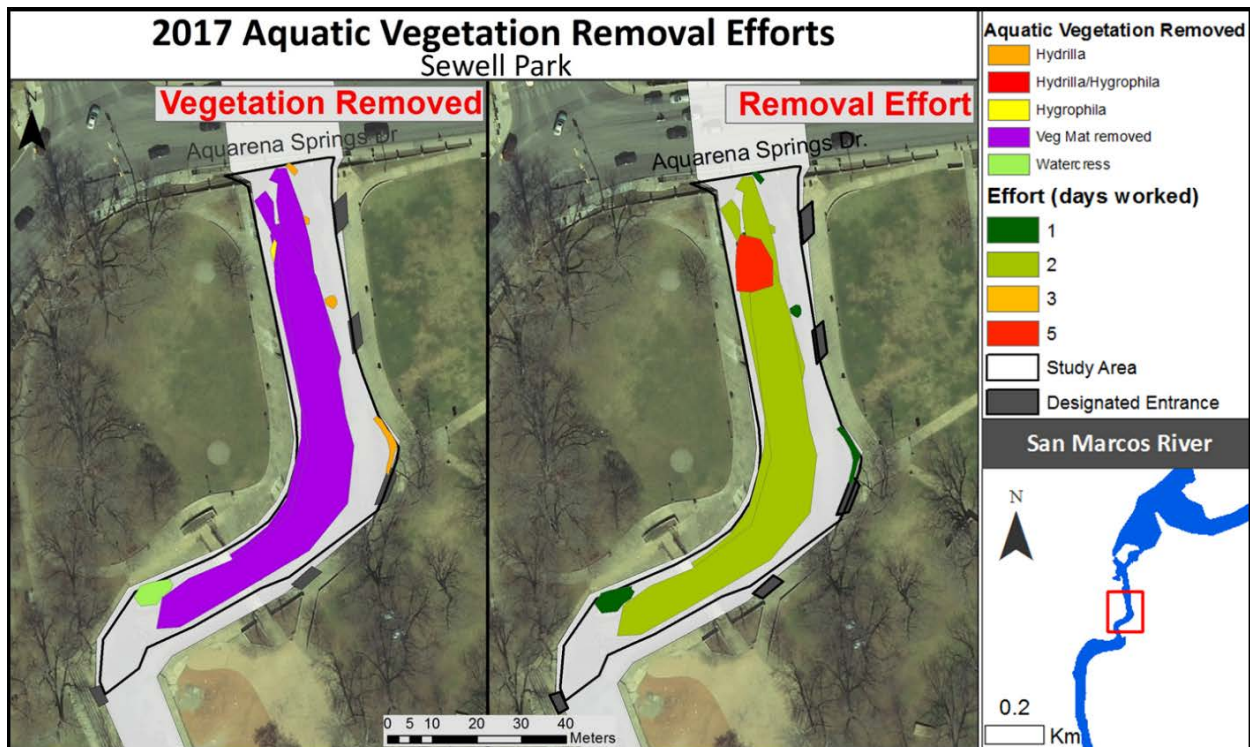 2017 Aquatic Vegetation Removal Efforts
Sewell Park
Vegetation Removed
Aquarena Springs Dr
Z
Removal Effort
Aquarena Springs Dr.
0 5 10 20 30 40
Meters
Aquatic Vegetation Removed
Hydrilla
Hydrilla/Hygrophila
Hygrophila
Veg Mat removed
Watercress
Effort (days worked)
1
2
3
5
Study Area
Designated Entrance
San Marcos River
N
0.2
Km